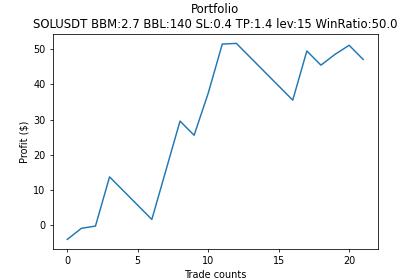 Portfolio
SOLUSDT BBM:2.7 BBL:140 SL:0.4 TP:1.4 lev:15 WinRatio:50.0
Profit ($)
50
40
30
20
10
0
0 5 10 15 20
Trade counts